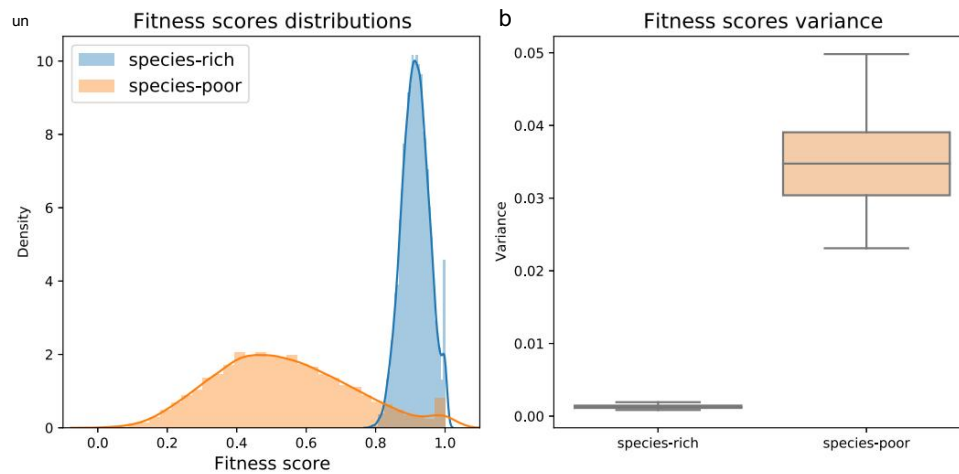 un
Fitness scores distributions
species-rich
species-poor
Density
10
8
6
4
2
0
0.0 0.2 0.4 0.6 0.8 1.0
Fitness score
b
Fitness scores variance
Variance
0.05
0.04
0.03
0.02
0.01
0.00
species-rich species-poor